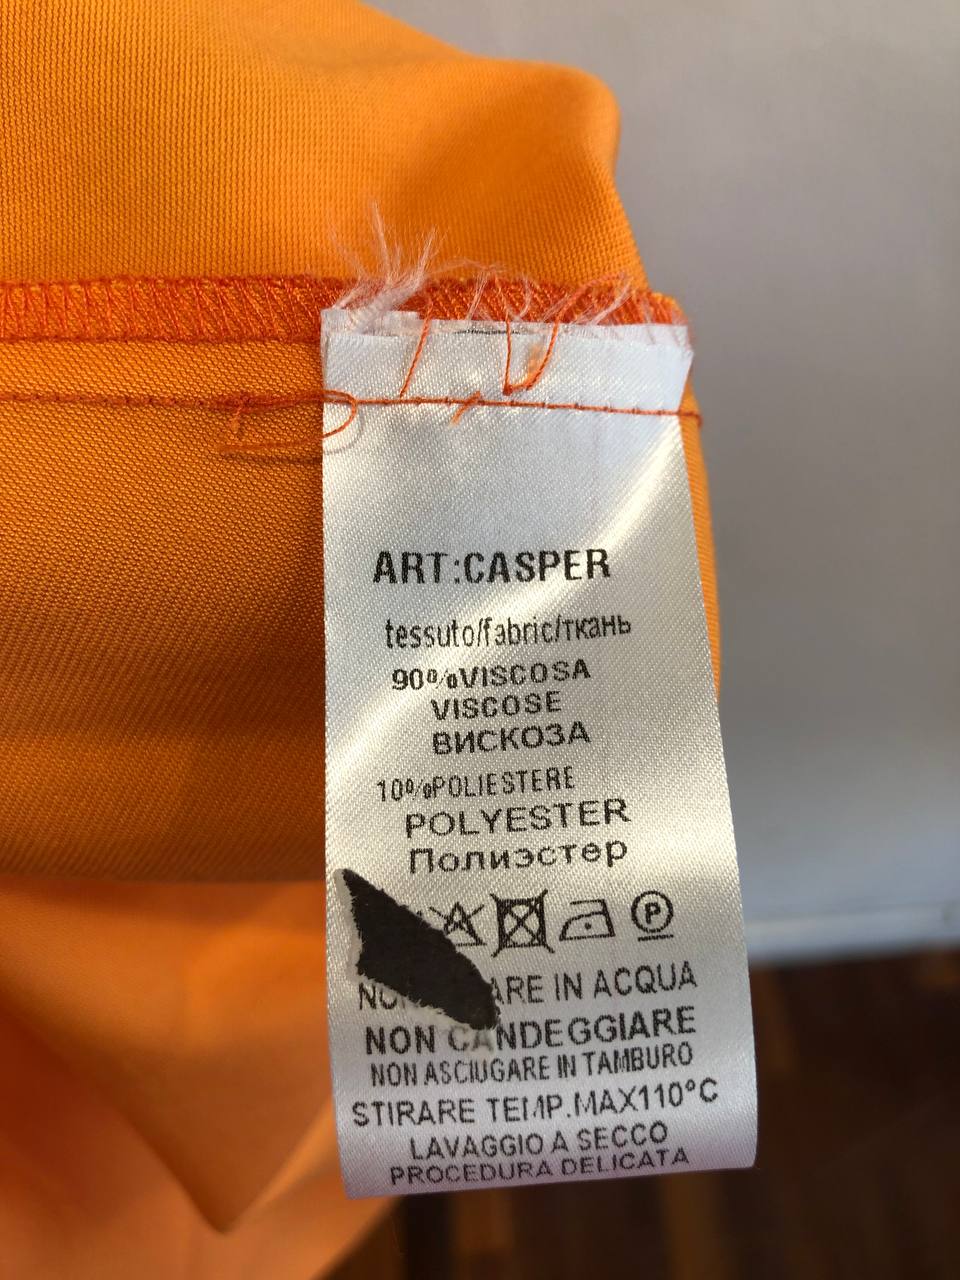 ART:CASPER
tessuto/fabric/ткань
90%VISCOSA
VISCOSE
ВИСКОЗА
10%POLIESTERE
POLYESTER
Полиэстер
P
IN ACQUA
NON CANDEGGIARE
NON ASCIUGARE IN TAMBURO
STIRARE TEMP.MAX110°C
LAVAGGIO A SECCO
PROCEDURA DELICATA